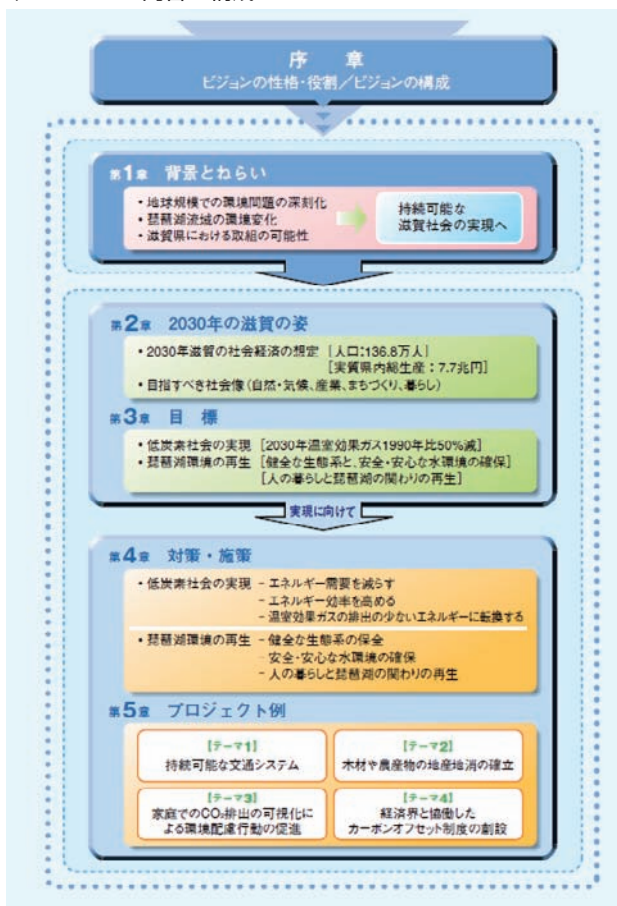 序 章
ビジョンの性格・役割/ビジョンの構成
第1章 背景とねらい
・地球規模での環境問題の深刻化
・琵琶湖流域の環境変化
・滋賀県における取組の可能性
持続可能な
滋賀社会の実現へ
第2章 2030年の滋賀の姿
・2030年滋賀の社会経済の想定 [人口:136.8万人]
[実質県内総生産:7.7兆円]
・目指すべき社会像(自然・気候、産業、まちづくり、暮らし)
第3章 目 標
・低炭素社会の実現 [2030年温室効果ガス1990年比50%減]
・琵琶湖環境の再生 [健全な生態系と、安全・安心な水環境の確保]
[人の暮らしと琵琶湖の関わりの再生]
実現に向けて
第4章 対策・施策
・低炭素社会の実現 - エネルギー需要を減らす
- エネルギー効率を高める
- 温室効果ガスの排出の少ないエネルギーに転換する
・琵琶湖環境の再生 - 健全な生態系の保全
- 安全・安心な水環境の確保
- 人の暮らしと琵琶湖の関わりの再生
第5章 プロジェクト例
【テーマ1】
持続可能な交通システム
【テーマ2】
木材や農産物の地産地消の確立
【テーマ3】
家庭でのCO₂排出の可視化に
よる環境配慮行動の促進
【テーマ4】
経済界と協働した
カーボンオフセット制度の創設